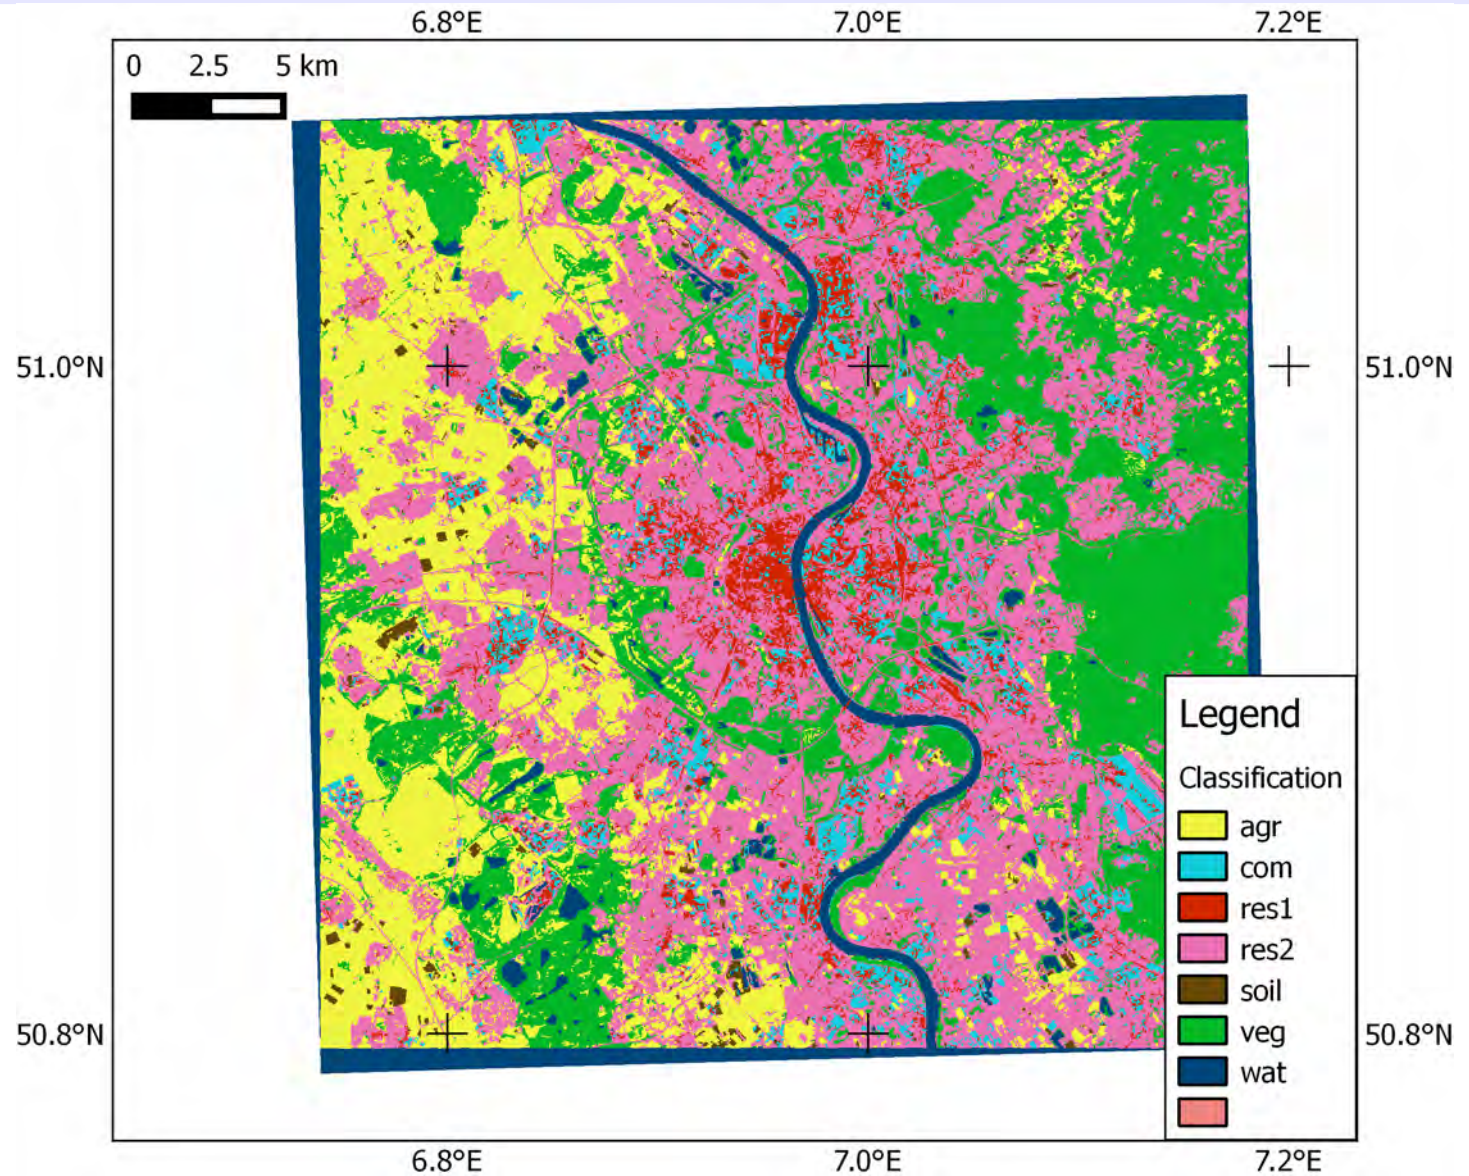 6.8°E 7.0°E 7.2°E
0 2.5 5 km
51.0°N 51.0°N
Legend
Classification
agr
com
res1
res2
soil
veg
wat
50.8°N 50.8°N
6.8°E 7.0°E 7.2°E